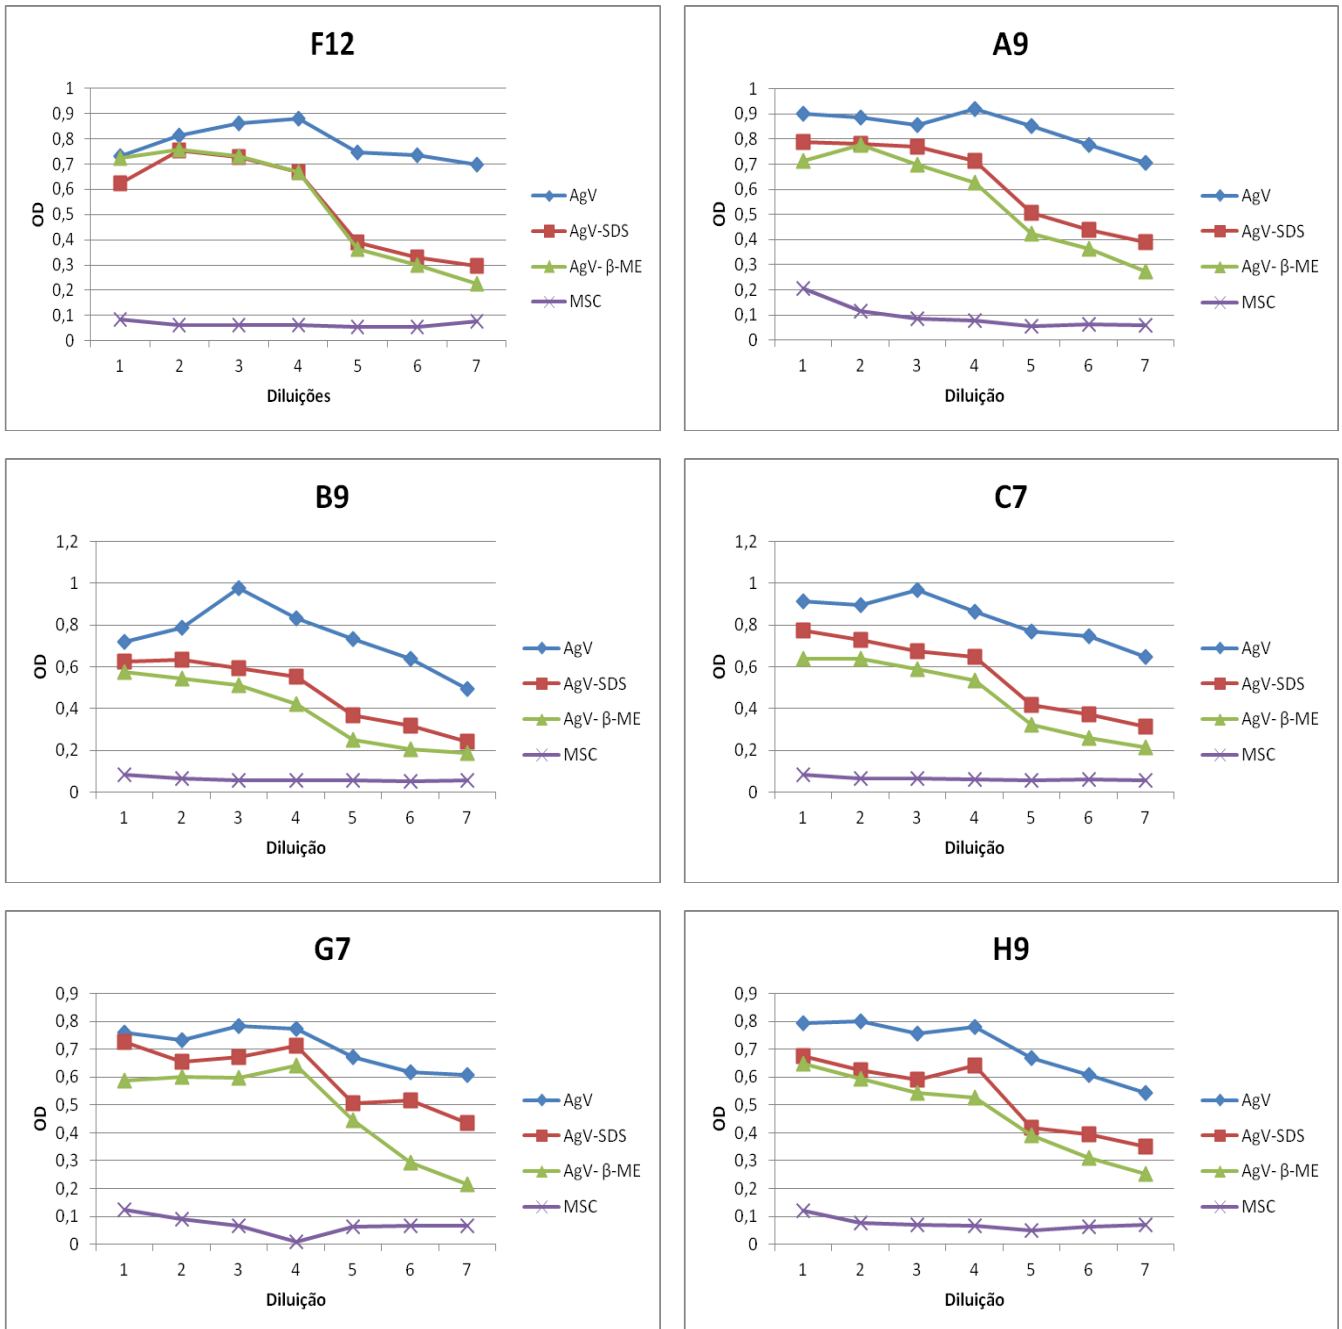 F12
1
0,9
0,8
0,7
0,6
0,5
0,4
0,3
0,2
0,1
0
OD
1 2 3 4 5 6 7
Diluições
AgV
AgV-SDS
AgV- β-ME
MSC
A9
1
0,9
0,8
0,7
0,6
0,5
0,4
0,3
0,2
0,1
0
OD
1 2 3 4 5 6 7
Diluição
AgV
AgV-SDS
AgV- β-ME
MSC
B9
1,2
1
0,8
0,6
0,4
0,2
0
OD
1 2 3 4 5 6 7
Diluição
AgV
AgV-SDS
AgV- β-ME
MSC
C7
1,2
1
0,8
0,6
0,4
0,2
0
OD
1 2 3 4 5 6 7
Diluição
AgV
AgV-SDS
AgV- β-ME
MSC
G7
0,9
0,8
0,7
0,6
0,5
0,4
0,3
0,2
0,1
0
OD
1 2 3 4 5 6 7
Diluição
AgV
AgV-SDS
AgV- β-ME
MSC
H9
0,9
0,8
0,7
0,6
0,5
0,4
0,3
0,2
0,1
0
OD
1 2 3 4 5 6 7
Diluição
AgV
AgV-SDS
AgV- β-ME
MSC